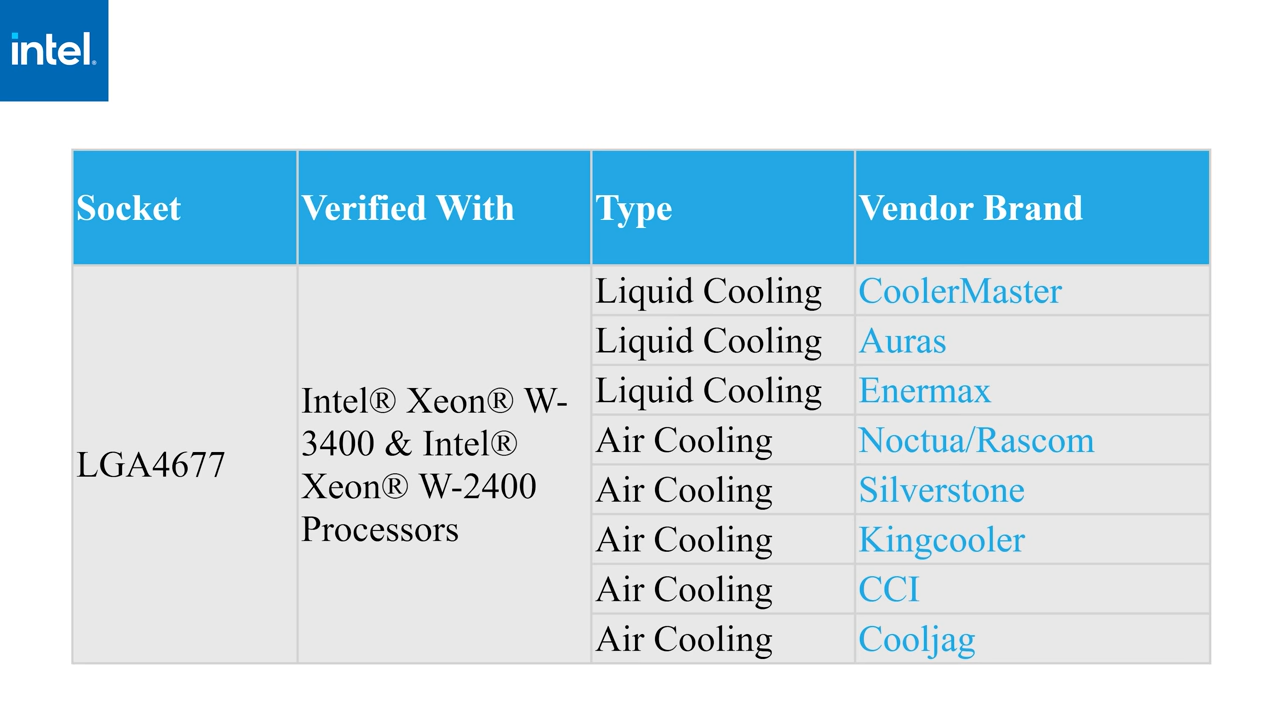 intel.
Socket Verified With Type Vendor Brand
LGA4677
Intel® Xeon® W-
3400 & Intel®
Xeon® W-2400
Processors
Liquid Cooling CoolerMaster
Liquid Cooling Auras
Liquid Cooling Enermax
Air Cooling Noctua/Rascom
Air Cooling Silverstone
Air Cooling Kingcooler
Air Cooling CCI
Air Cooling Cooljag